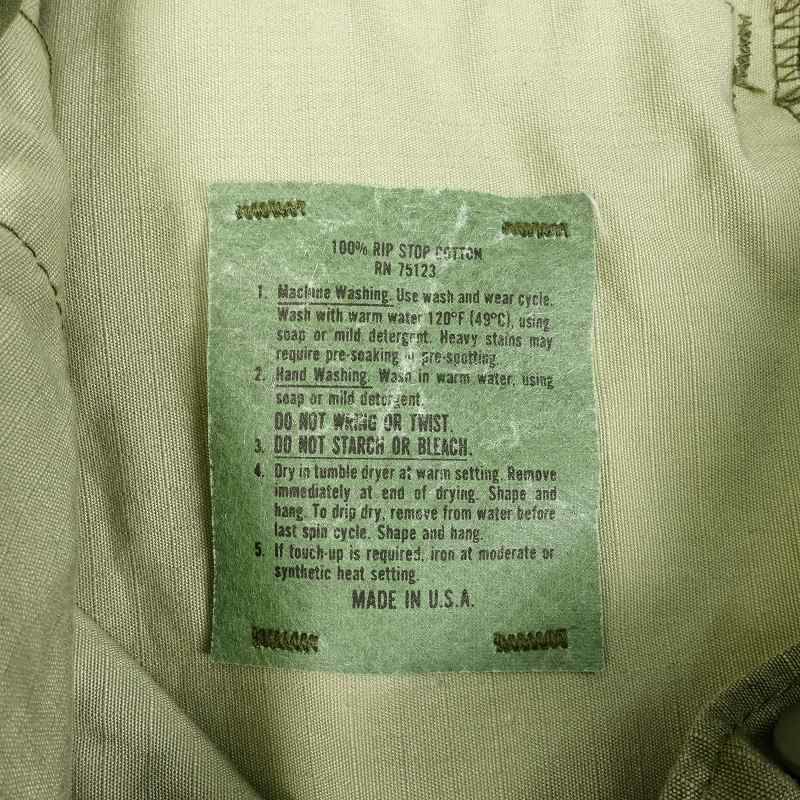 100% RIP STOP COTTON
RN 75123
1. Machine Washing. Use wash and wear cycle.
Wash with warm water 120°F (49°C), using
soap or mild detergent. Heavy stains may
require pre-soaking or pre-spotting.
2. Hand Washing. Wash in warm water, using
soap or mild detergent.
DO NOT WRING OR TWIST.
3. DO NOT STARCH OR BLEACH.
4. Dry in tumble dryer at warm setting. Remove
immediately at end of drying. Shape and
hang. To drip dry, remove from water before
last spin cycle. Shape and hang.
5. If touch-up is required, iron at moderate or
synthetic heat setting.
MADE IN U.S.A.